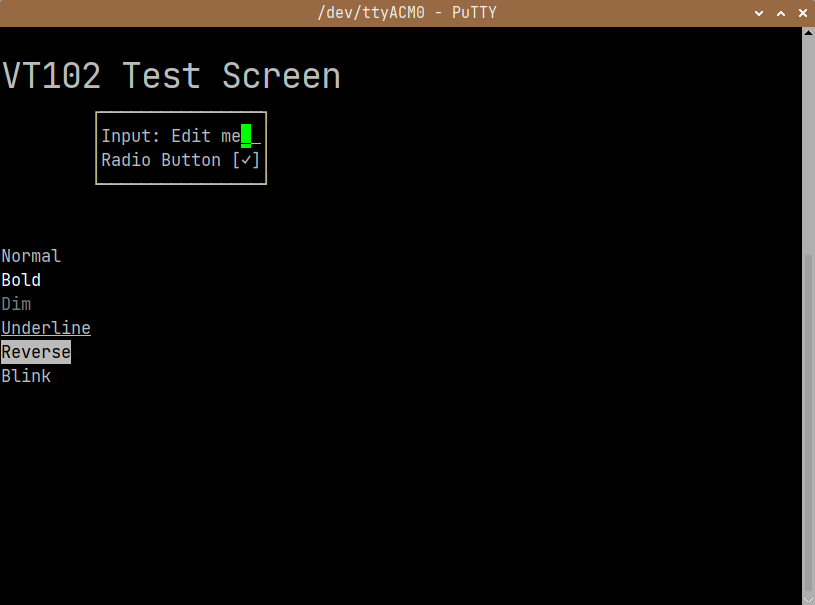 /dev/ttyACM0 - PuTTY
VT102 Test Screen
Input: Edit me_
Radio Button [✓]
Normal
Bold
Dim
Underline
Reverse
Blink